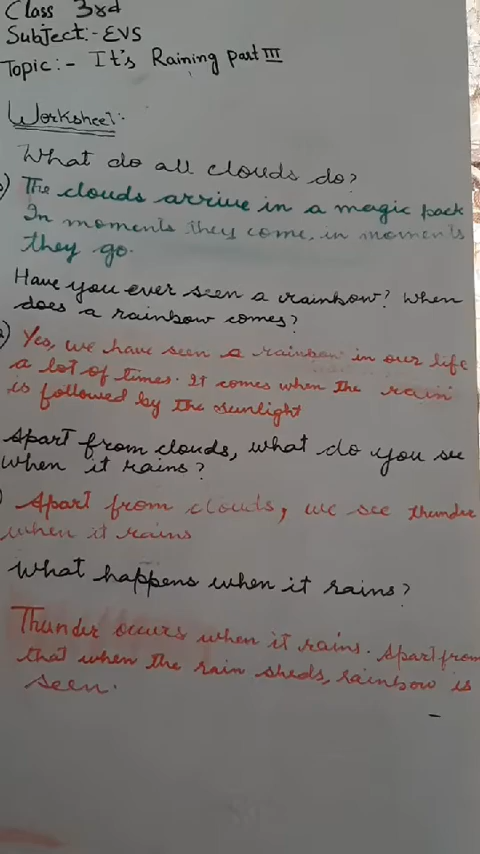 Class 3rd
Subject:- EVS
Topic:- It's Raining part III
Worksheet:-
What do all clouds do?
) The clouds arrive in a magic pack
In moments they come, in moments
they go.
Have you ever seen a rainbow? When
does a rainbow comes?
) Yes, we have seen a rainbow in our life
a lot of times. It comes when the rain
is followed by the sunlight
Apart from clouds, what do you see
when it rains?
) Apart from clouds, we see thunder
when it rains
What happens when it rains?
Thunder occurs when it rains. Apart from
that when the rain sheds, rainbow is
seen.